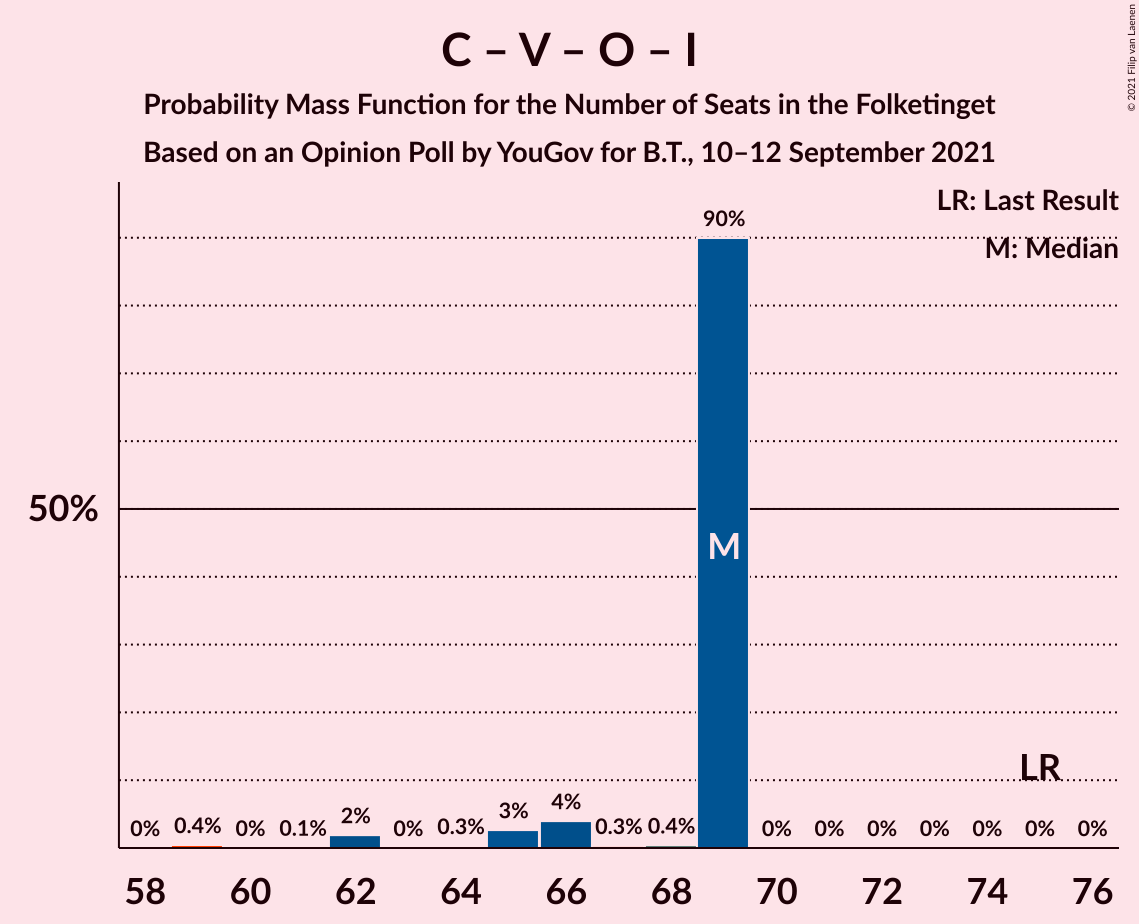 C – V – O – I
Probability Mass Function for the Number of Seats in the Folketinget
Based on an Opinion Poll by YouGov for B.T., 10–12 September 2021
© 2021 Filip van Laenen
LR: Last Result
M: Median
50%
0% 0.4% 0% 0.1% 2% 0% 0.3% 3% 4% 0.3% 0.4% 90% 0% 0% 0% 0% 0% 0% 0%
M
LR
58 60 62 64 66 68 70 72 74 76